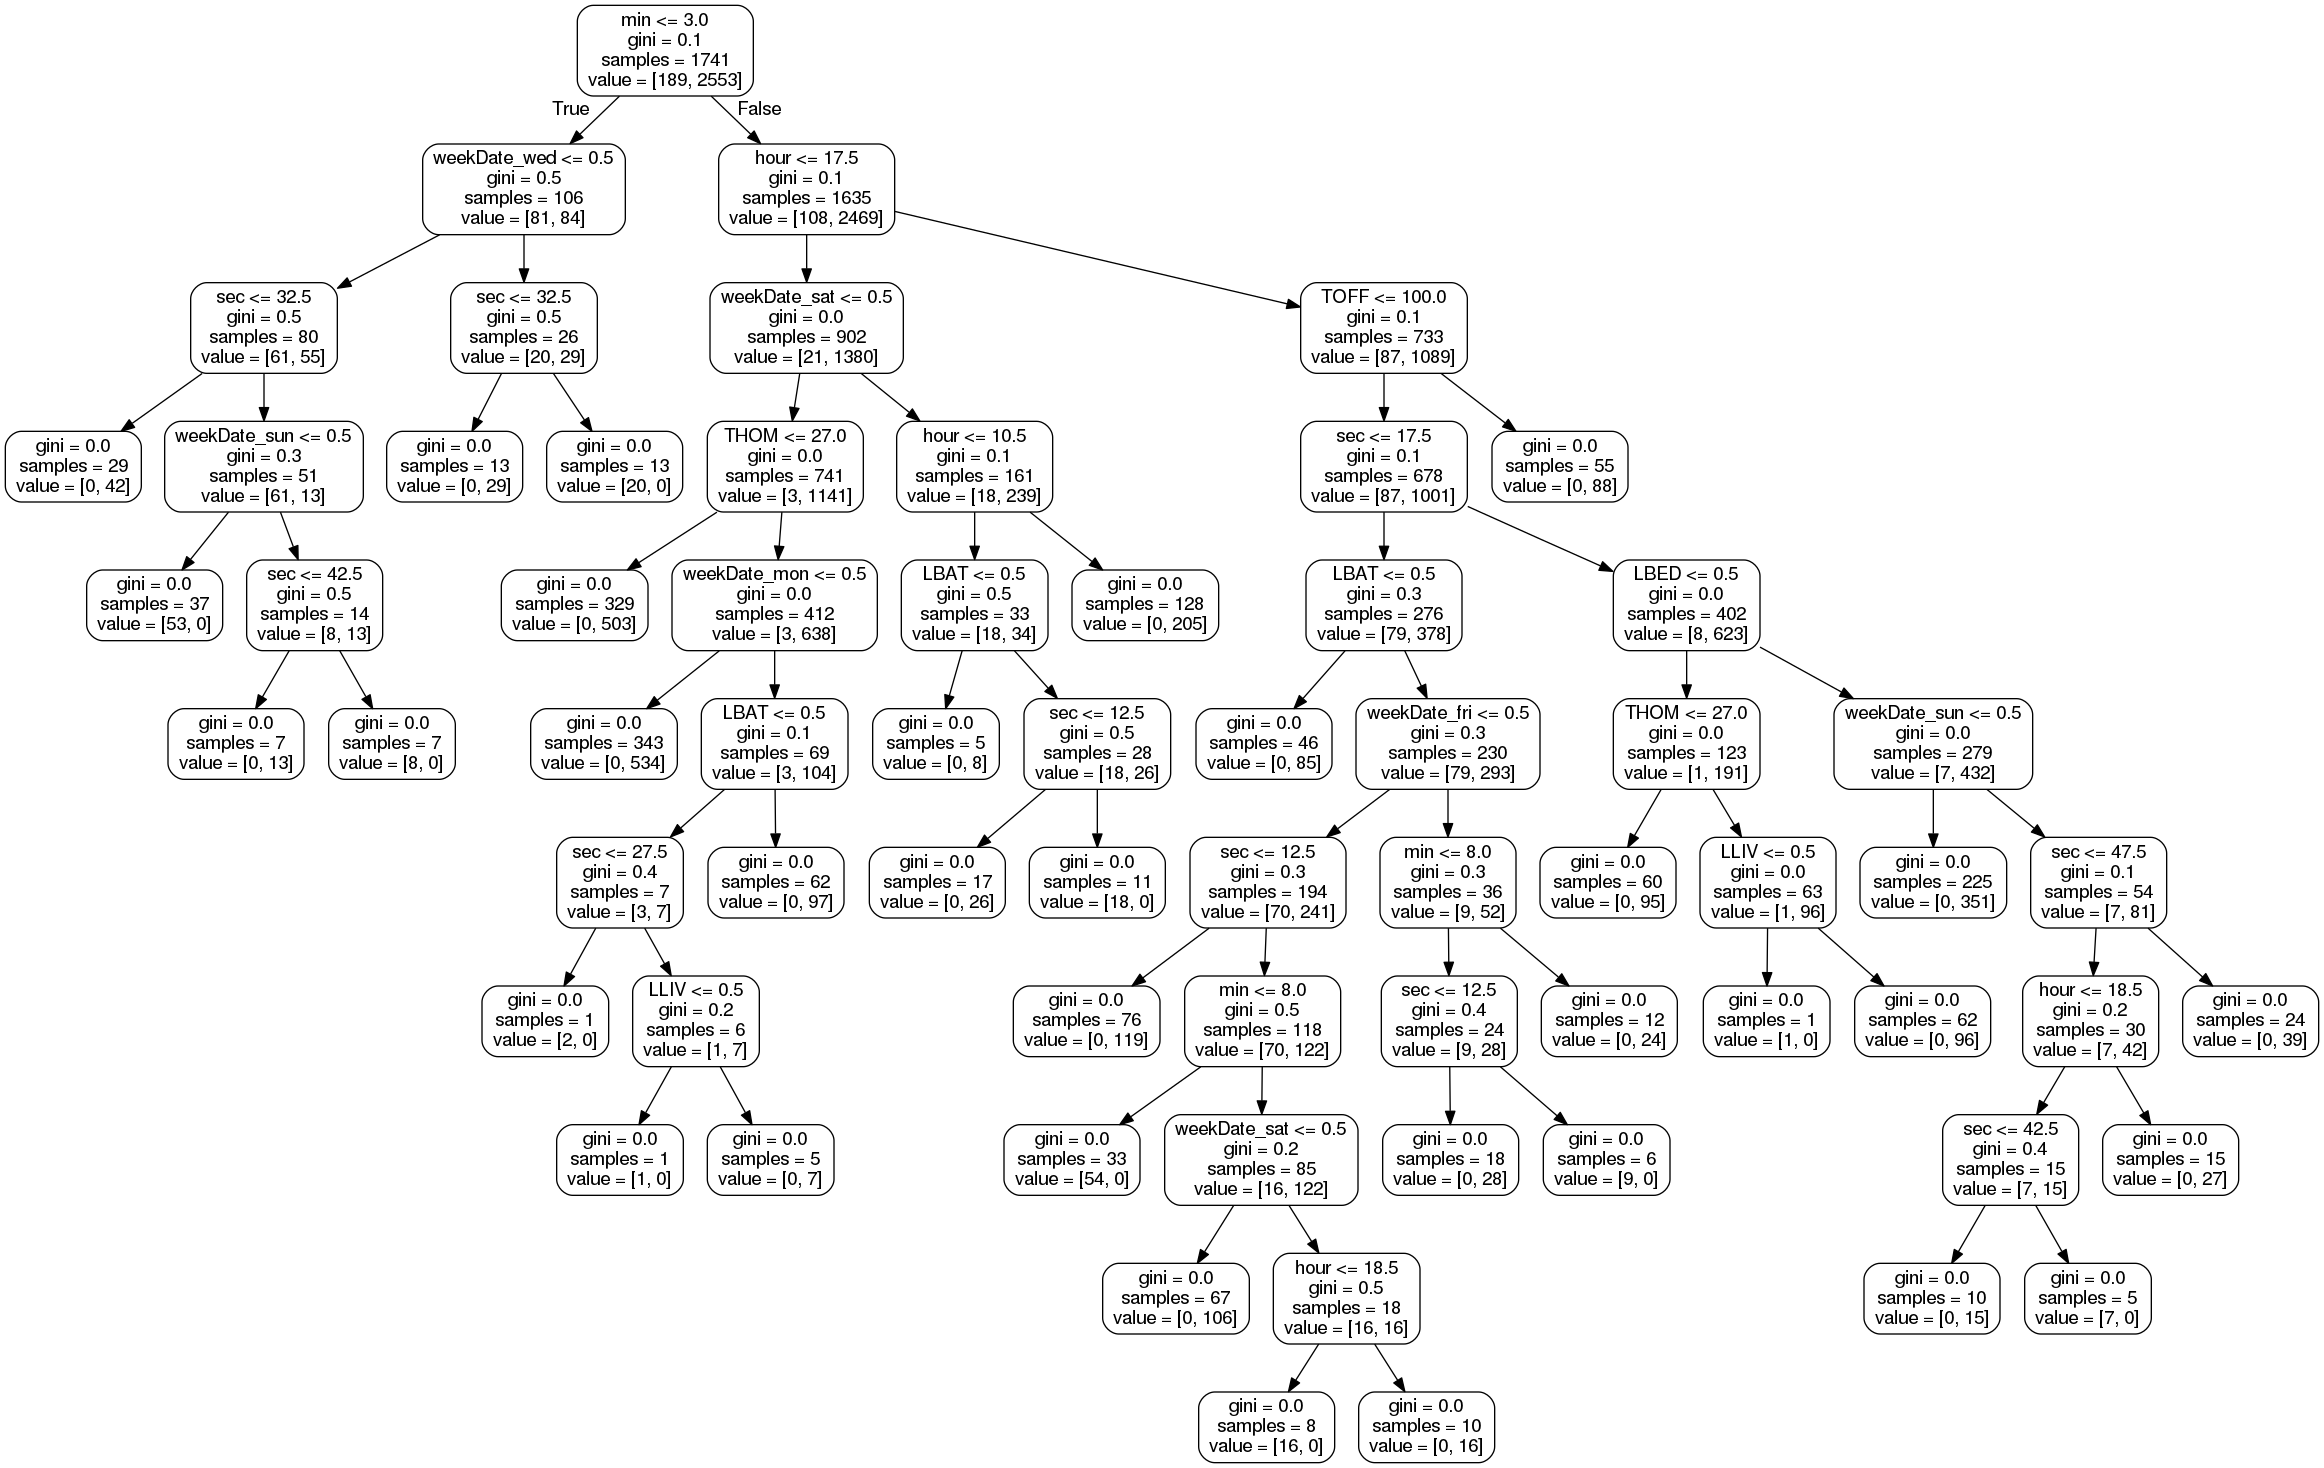 min <= 3.0
gini = 0.1
samples = 1741
value = [189, 2553]
True
False
weekDate_wed <= 0.5
gini = 0.5
samples = 106
value = [81, 84]
hour <= 17.5
gini = 0.1
samples = 1635
value = [108, 2469]
sec <= 32.5
gini = 0.5
samples = 80
value = [61, 55]
sec <= 32.5
gini = 0.5
samples = 26
value = [20, 29]
weekDate_sat <= 0.5
gini = 0.0
samples = 902
value = [21, 1380]
TOFF <= 100.0
gini = 0.1
samples = 733
value = [87, 1089]
gini = 0.0
samples = 29
value = [0, 42]
weekDate_sun <= 0.5
gini = 0.3
samples = 51
value = [61, 13]
gini = 0.0
samples = 13
value = [0, 29]
gini = 0.0
samples = 13
value = [20, 0]
THOM <= 27.0
gini = 0.0
samples = 741
value = [3, 1141]
hour <= 10.5
gini = 0.1
samples = 161
value = [18, 239]
sec <= 17.5
gini = 0.1
samples = 678
value = [87, 1001]
gini = 0.0
samples = 55
value = [0, 88]
gini = 0.0
samples = 37
value = [53, 0]
sec <= 42.5
gini = 0.5
samples = 14
value = [8, 13]
gini = 0.0
samples = 329
value = [0, 503]
weekDate_mon <= 0.5
gini = 0.0
samples = 412
value = [3, 638]
LBAT <= 0.5
gini = 0.5
samples = 33
value = [18, 34]
gini = 0.0
samples = 128
value = [0, 205]
LBAT <= 0.5
gini = 0.3
samples = 276
value = [79, 378]
LBED <= 0.5
gini = 0.0
samples = 402
value = [8, 623]
gini = 0.0
samples = 7
value = [0, 13]
gini = 0.0
samples = 7
value = [8, 0]
gini = 0.0
samples = 343
value = [0, 534]
LBAT <= 0.5
gini = 0.1
samples = 69
value = [3, 104]
gini = 0.0
samples = 5
value = [0, 8]
sec <= 12.5
gini = 0.5
samples = 28
value = [18, 26]
gini = 0.0
samples = 46
value = [0, 85]
weekDate_fri <= 0.5
gini = 0.3
samples = 230
value = [79, 293]
THOM <= 27.0
gini = 0.0
samples = 123
value = [1, 191]
weekDate_sun <= 0.5
gini = 0.0
samples = 279
value = [7, 432]
sec <= 27.5
gini = 0.4
samples = 7
value = [3, 7]
gini = 0.0
samples = 62
value = [0, 97]
gini = 0.0
samples = 17
value = [0, 26]
gini = 0.0
samples = 11
value = [18, 0]
sec <= 12.5
gini = 0.3
samples = 194
value = [70, 241]
min <= 8.0
gini = 0.3
samples = 36
value = [9, 52]
gini = 0.0
samples = 60
value = [0, 95]
LLIV <= 0.5
gini = 0.0
samples = 63
value = [1, 96]
gini = 0.0
samples = 225
value = [0, 351]
sec <= 47.5
gini = 0.1
samples = 54
value = [7, 81]
gini = 0.0
samples = 1
value = [2, 0]
LLIV <= 0.5
gini = 0.2
samples = 6
value = [1, 7]
gini = 0.0
samples = 76
value = [0, 119]
min <= 8.0
gini = 0.5
samples = 118
value = [70, 122]
sec <= 12.5
gini = 0.4
samples = 24
value = [9, 28]
gini = 0.0
samples = 12
value = [0, 24]
gini = 0.0
samples = 1
value = [1, 0]
gini = 0.0
samples = 62
value = [0, 96]
hour <= 18.5
gini = 0.2
samples = 30
value = [7, 42]
gini = 0.0
samples = 24
value = [0, 39]
gini = 0.0
samples = 1
value = [1, 0]
gini = 0.0
samples = 5
value = [0, 7]
gini = 0.0
samples = 33
value = [54, 0]
weekDate_sat <= 0.5
gini = 0.2
samples = 85
value = [16, 122]
gini = 0.0
samples = 18
value = [0, 28]
gini = 0.0
samples = 6
value = [9, 0]
sec <= 42.5
gini = 0.4
samples = 15
value = [7, 15]
gini = 0.0
samples = 15
value = [0, 27]
gini = 0.0
samples = 67
value = [0, 106]
hour <= 18.5
gini = 0.5
samples = 18
value = [16, 16]
gini = 0.0
samples = 10
value = [0, 15]
gini = 0.0
samples = 5
value = [7, 0]
gini = 0.0
samples = 8
value = [16, 0]
gini = 0.0
samples = 10
value = [0, 16]